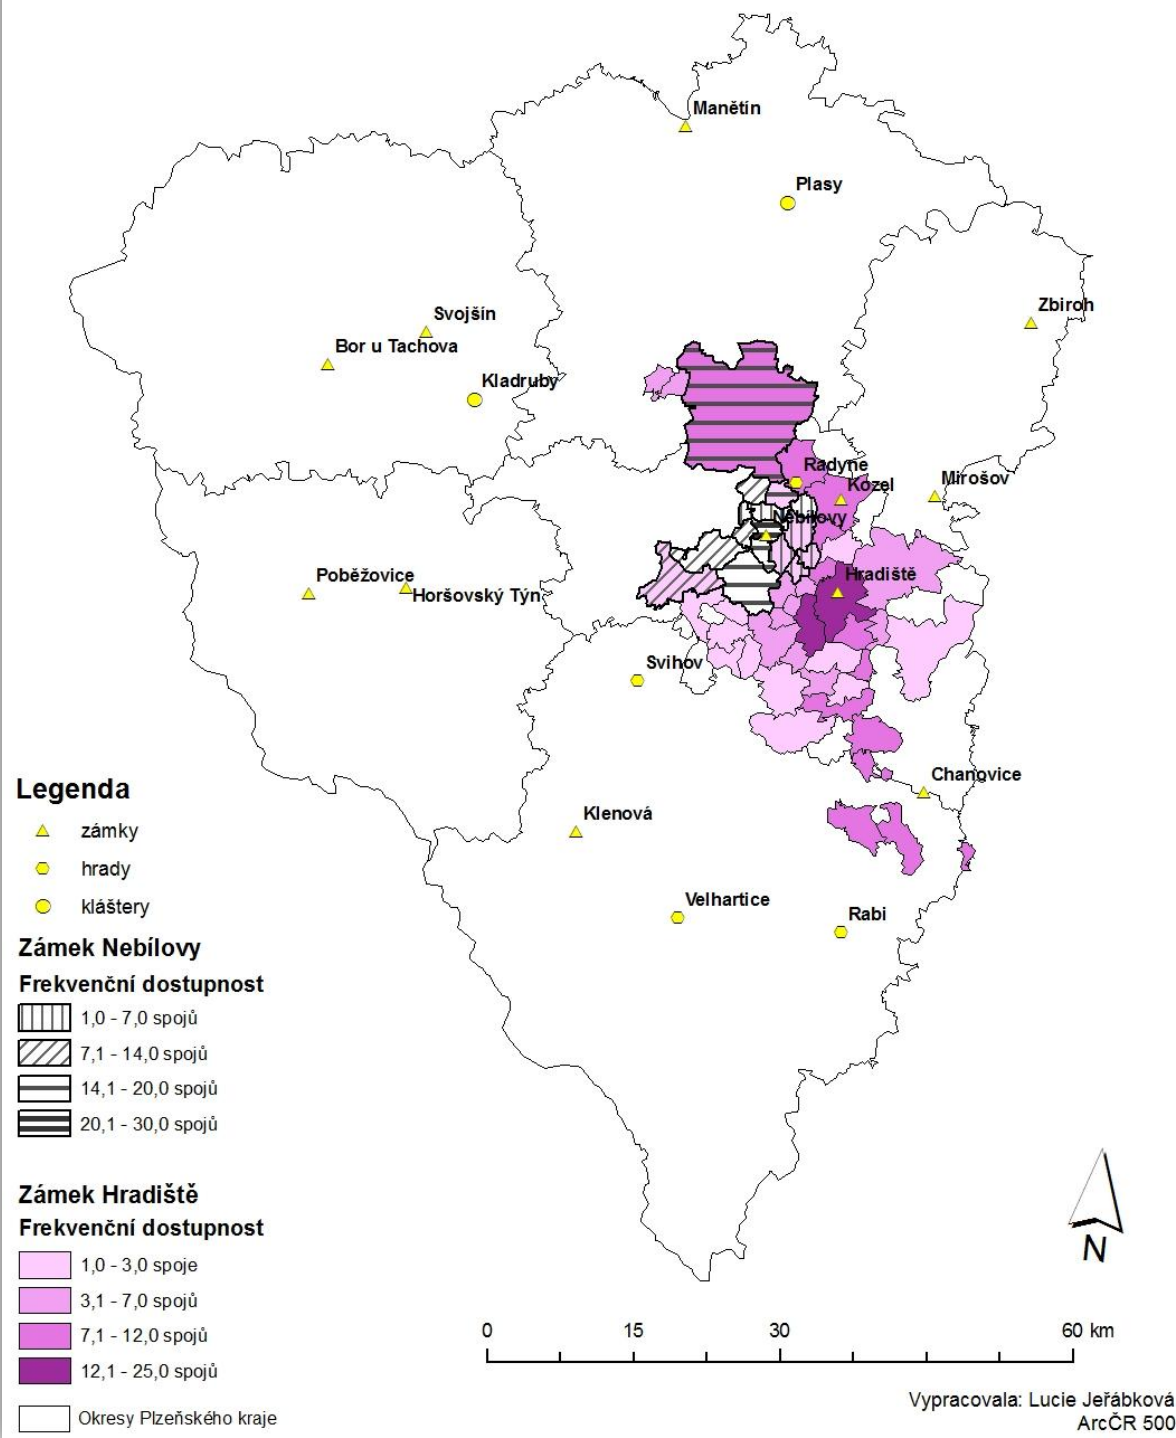 Manětín
Plasy
Zbiroh
Svojšín
Bor u Tachova
Kladruby
Radyne
Kozel
Mirošov
Nebílovy
Poběžovice
Horšovský Týn
Hradiště
Svihov
Chanovice
Klenová
Velhartice
Rabi
Legenda
zámky
hrady
kláštery
Zámek Nebílovy
Frekvenční dostupnost
1,0 - 7,0 spojů
7,1 - 14,0 spojů
14,1 - 20,0 spojů
20,1 - 30,0 spojů
Zámek Hradiště
Frekvenční dostupnost
1,0 - 3,0 spoje
3,1 - 7,0 spojů
7,1 - 12,0 spojů
12,1 - 25,0 spojů
Okresy Plzeňského kraje
N
0 15 30 60 km
Vypracovala: Lucie Jeřábková
ArcČR 500